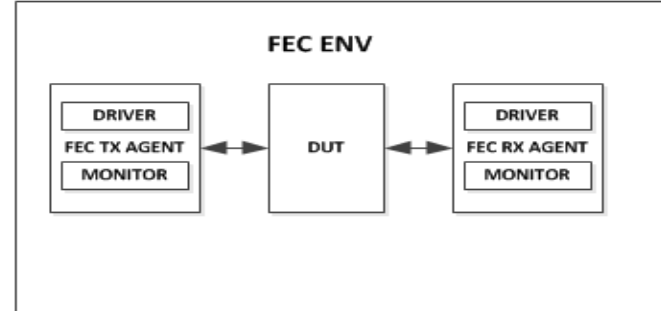 FEC ENV
DRIVER
FEC TX AGENT
MONITOR
DUT
DRIVER
FEC RX AGENT
MONITOR